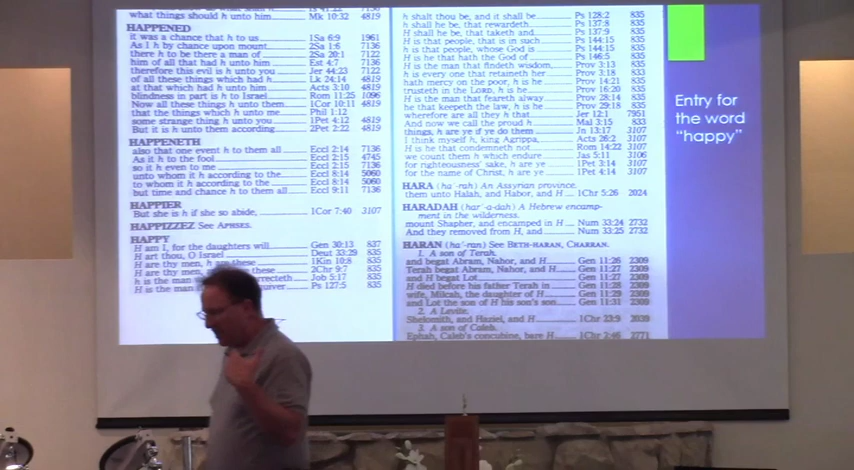 what things should h unto him Mk 10:32 4819
HAPPENED
it was a chance that h to us 1Sa 6:9 1961
As I h by chance upon mount 2Sa 1:6 7136
there h to be there a man of 2Sa 20:1 7122
him of all that had h unto him Est 4:7 7136
therefore this evil is h unto you Jer 44:23 7122
of all these things which had h Lk 24:14 4819
at that which had h unto him Acts 3:10 4819
blindness in part is h to Israel Rom 11:25 1096
Now all these things h unto them 1Cor 10:11 4819
that the things which h unto me Phil 1:12
some strange thing h unto you 1Pet 4:12 4819
But it is h unto them according 2Pet 2:22 4819
HAPPENETH
also that one event h to them all Eccl 2:14 7136
As it h to the fool Eccl 2:15 4745
so it h even to me Eccl 2:15 7136
unto whom it h according to the Eccl 8:14 5060
to whom it h according to the Eccl 8:14 5060
but time and chance h to them all Eccl 9:11 7136
HAPPIER
But she is h if she so abide, 1Cor 7:40 3107
HAPPIZZEZ See APHSES.
HAPPY
H am I, for the daughters will Gen 30:13 837
H art thou, O Israel Deut 33:29 835
H are thy men, h are these 1Kin 10:8 835
H are thy men, these 2Chr 9:7 835
h is the man recteth Job 5:17 835
H is the man quiver Ps 127:5 835
h shalt thou be, and it shall be Ps 128:2 835
h shall he be, that rewardeth Ps 137:8 835
H shall he be, that taketh and Ps 137:9 835
H is that people, that is in such Ps 144:15 835
h is that people, whose God is Ps 144:15 835
H is he that hath the God of Ps 146:5 835
H is the man that findeth wisdom Prov 3:13 835
h is every one that retaineth her Prov 3:18 833
hath mercy on the poor, h is he Prov 14:21 835
trusteth in the LORD, h is he Prov 16:20 835
H is the man that feareth alway Prov 28:14 835
he that keepeth the law, h is he Prov 29:18 835
wherefore are all they h that Jer 12:1 7951
And now we call the proud h Mal 3:15 833
things, h are ye if ye do them Jn 13:17 3107
I think myself h, king Agrippa, Acts 26:2 3107
H is he that condemneth not Rom 14:22 3107
we count them h which endure Jas 5:11 3106
for righteousness' sake, h are ye 1Pet 3:14 3107
for the name of Christ, h are ye 1Pet 4:14 3107
HARA (ha'-rah) An Assyrian province.
them unto Halah, and Habor, and H 1Chr 5:26 2024
HARADAH (har'-a-dah) A Hebrew encamp-
ment in the wilderness.
mount Shapher, and encamped in H Num 33:24 2732
And they removed from H, and Num 33:25 2732
HARAN (ha'-ran) See BETH-HARAN, CHARRAN.
1. A son of Terah.
and begat Abram, Nahor, and H Gen 11:26 2309
Terah begat Abram, Nahor, and H Gen 11:27 2309
and H begat Lot Gen 11:27 2309
H died before his father Terah in Gen 11:28 2309
wife, Milcah, the daughter of H Gen 11:29 2309
and Lot the son of H his son's son Gen 11:31 2309
2. A Levite.
Shelomith, and Haziel, and H 1Chr 23:9 2039
3. A son of Caleb.
Ephah, Caleb's concubine, bare H 1Chr 2:46 2771
Entry for
the word
“happy”